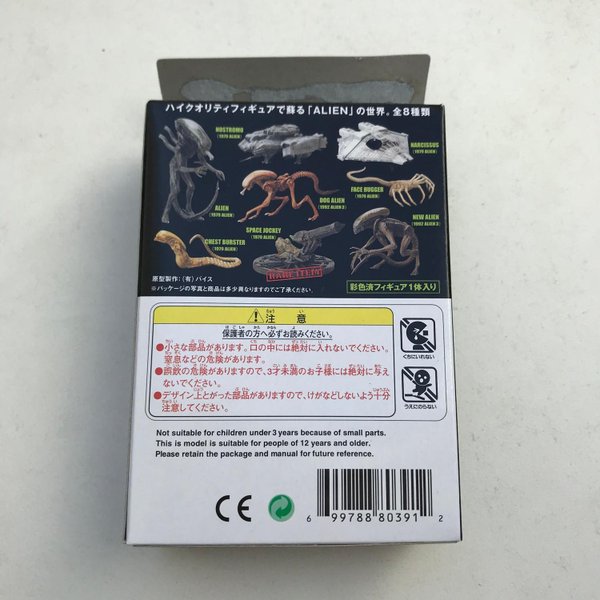 ハイクオリティフィギュアで蘇る「ALIEN」の世界。全8種類
NOSTROMO
(1979 ALIEN)
NARCISSUS
(1979 ALIEN)
ALIEN
(1979 ALIEN)
DOG ALIEN
(1992 ALIEN 3)
FACE HUGGER
(1979 ALIEN)
CHEST BURSTER
(1979 ALIEN)
SPACE JOCKEY
(1979 ALIEN)
RARE ITEM
NEW ALIEN
(1992 ALIEN 3)
原型製作:(有)バイス
※パッケージの写真と商品は多少異なりますのでご了承ください。
彩色済フィギュア1体入り
注意
保護者の方へ必ずお読みください。
●小さな部品があります。口の中には絶対に入れないでください。
窒息などの危険があります。
●誤飲の危険がありますので、3才未満のお子様には絶対に与え
ないでください。
●デザイン上とがった部品がありますので、けがなどしないよう十分
注意してください。
くちにいれない
うえにのらない
Not suitable for children under 3 years because of small parts.
This is model is suitable for people of 12 years and older.
Please retain the package and manual for future reference.
CE
6 99788 80391 2